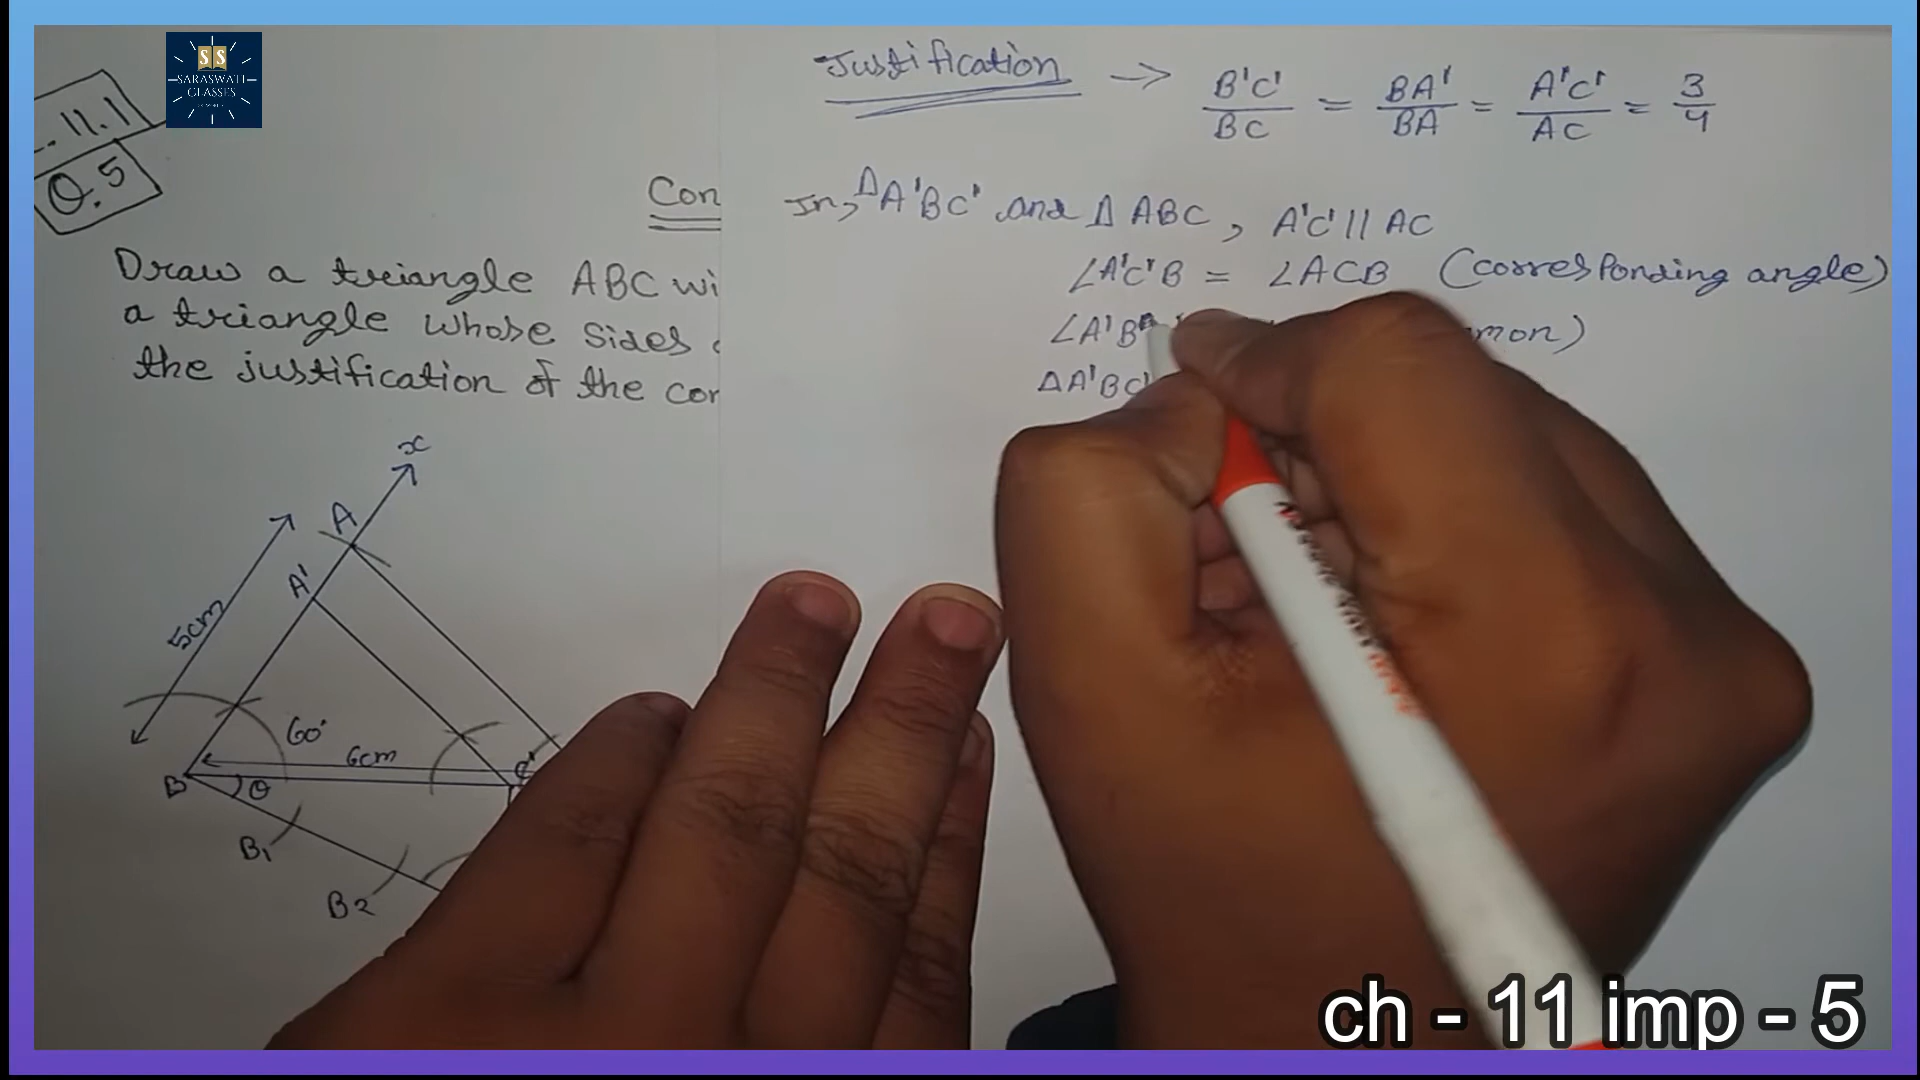 SS
SARASWATI
CLASSES
11.1
Q.5
Con
Draw a triangle ABC wi
a triangle whose sides
the justification of the con
Justification → B'C'/BC = BA'/BA = A'C'/AC = 3/4
In, ΔA'BC' and Δ ABC, A'C' || AC
∠A'C'B = ∠ACB (corresponding angle)
∠A'B mon)
ΔA'BC'
x
A
A'
5cm
60°
6cm
B
θ
C'
B1
B2
ch - 11 imp - 5